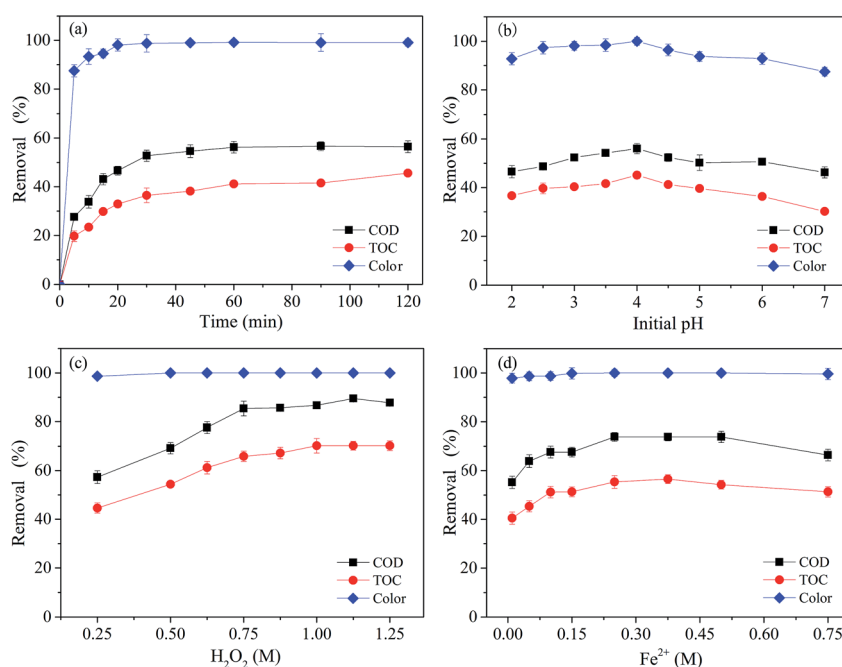 (a)
100
80
60
40
20
0
Removal (%)
COD
TOC
Color
0 20 40 60 80 100 120
Time (min)
(b)
100
80
60
40
20
0
Removal (%)
COD
TOC
Color
2 3 4 5 6 7
Initial pH
(c)
100
80
60
40
20
0
Removal (%)
COD
TOC
Color
0.25 0.50 0.75 1.00 1.25
H₂O₂ (M)
(d)
100
80
60
40
20
0
Removal (%)
COD
TOC
Color
0.00 0.15 0.30 0.45 0.60 0.75
Fe²⁺ (M)